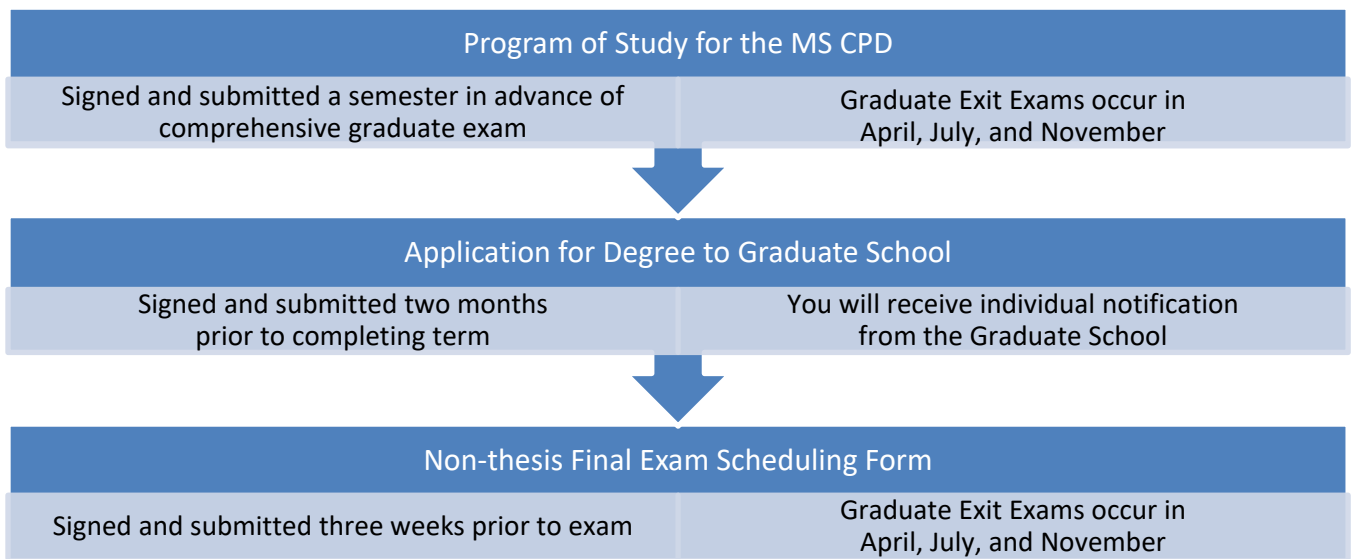 Program of Study for the MS CPD
Signed and submitted a semester in advance of
comprehensive graduate exam
Graduate Exit Exams occur in
April, July, and November
Application for Degree to Graduate School
Signed and submitted two months
prior to completing term
You will receive individual notification
from the Graduate School
Non-thesis Final Exam Scheduling Form
Signed and submitted three weeks prior to exam
Graduate Exit Exams occur in
April, July, and November